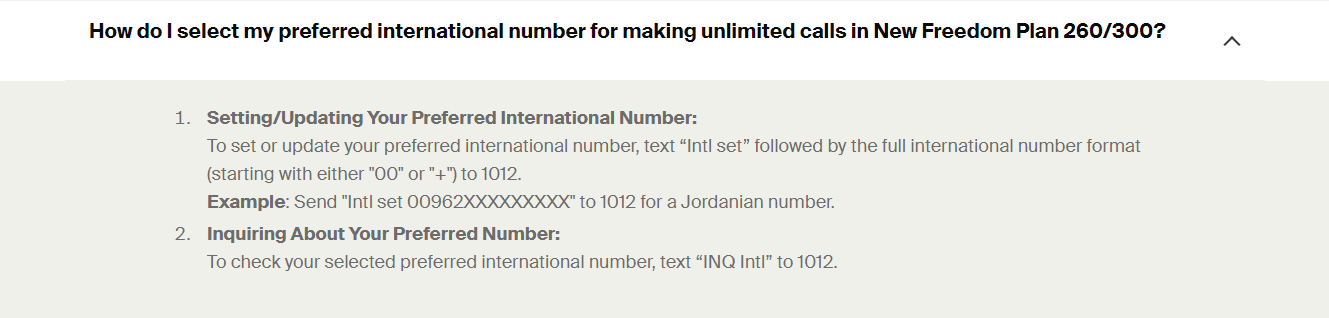 How do I select my preferred international number for making unlimited calls in New Freedom Plan 260/300?
1. Setting/Updating Your Preferred International Number:
To set or update your preferred international number, text “Intl set” followed by the full international number format
(starting with either "00" or "+") to 1012.
Example: Send "Intl set 00962XXXXXXXXX" to 1012 for a Jordanian number.
2. Inquiring About Your Preferred Number:
To check your selected preferred international number, text “INQ Intl” to 1012.